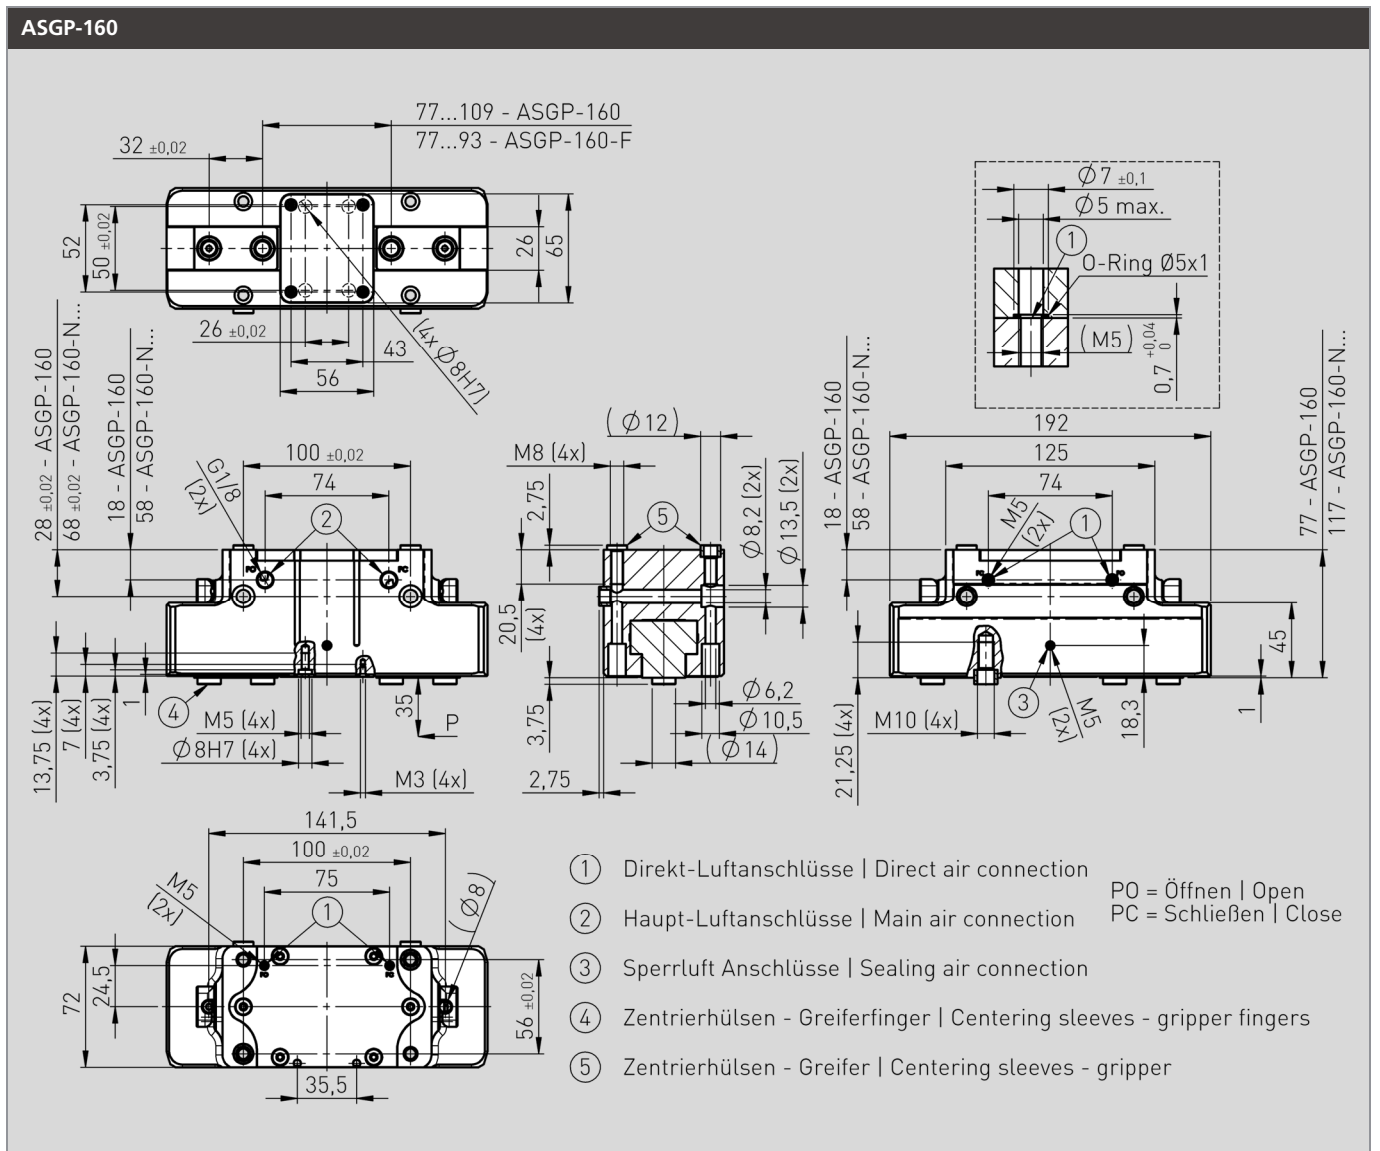 ASGP-160
77...109 - ASGP-160
77...93 - ASGP-160-F
32 ±0,02
52
50 ±0,02
26
65
26 ±0,02
43
56
(4x Ø8H7)
Ø7 ±0,1
Ø5 max.
1
O-Ring Ø5x1
(M5)
0,7 +0,04 0
28 ±0,02 - ASGP-160
68 ±0,02 - ASGP-160-N...
18 - ASGP-160
58 - ASGP-160-N...
100 ±0,02
74
G1/8
(2x)
2
PO
PC
13,75 (4x)
7 (4x)
3,75 (4x)
1
4
M5 (4x)
Ø8H7 (4x)
35
P
M3 (4x)
(Ø12)
M8 (4x)
2,75
5
Ø8,2 (2x)
Ø13,5 (2x)
20,5
(4x)
3,75
Ø6,2
Ø10,5
(Ø14)
2,75
18 - ASGP-160
58 - ASGP-160-N...
192
125
74
M5
(2x)
1
PC
PO
77 - ASGP-160
117 - ASGP-160-N...
45
1
21,25 (4x)
M10 (4x)
3
M5
(2x)
18,3
141,5
100 ±0,02
75
M5
(2x)
1
(Ø8)
PO
PC
72
24,5
56 ±0,02
35,5
1 Direkt-Luftanschlüsse | Direct air connection
2 Haupt-Luftanschlüsse | Main air connection
3 Sperrluft Anschlüsse | Sealing air connection
4 Zentrierhülsen - Greiferfinger | Centering sleeves - gripper fingers
5 Zentrierhülsen - Greifer | Centering sleeves - gripper
PO = Öffnen | Open
PC = Schließen | Close